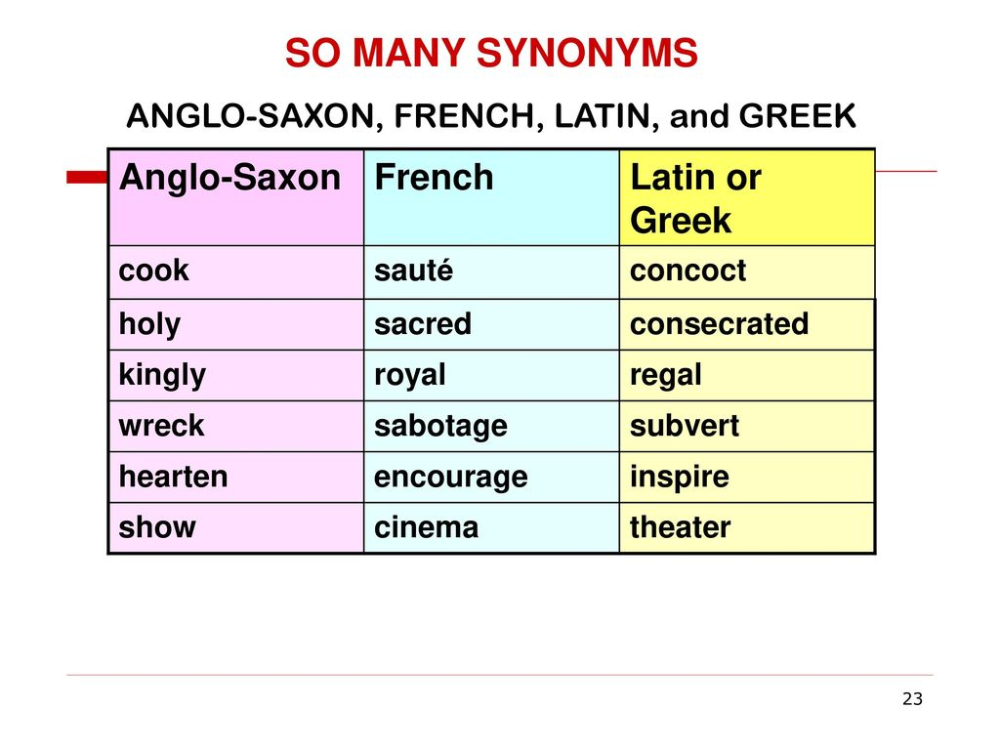 SO MANY SYNONYMS
ANGLO-SAXON, FRENCH, LATIN, and GREEK
Anglo-Saxon French Latin or
Greek
cook sauté concoct
holy sacred consecrated
kingly royal regal
wreck sabotage subvert
hearten encourage inspire
show cinema theater
23